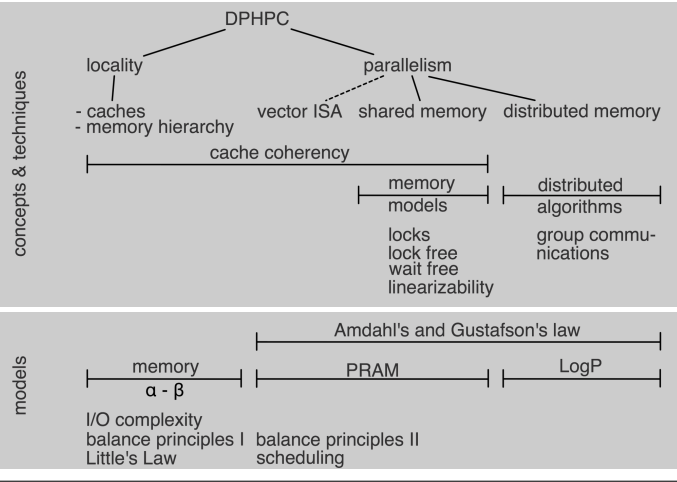 DPHPC
locality
parallelism
- caches
- memory hierarchy
vector ISA
shared memory
distributed memory
cache coherency
memory
models
distributed
algorithms
locks
lock free
wait free
linearizability
group commu-
nications
concepts & techniques
Amdahl's and Gustafson's law
memory
α - β
PRAM
LogP
I/O complexity
balance principles I
Little's Law
balance principles II
scheduling
models